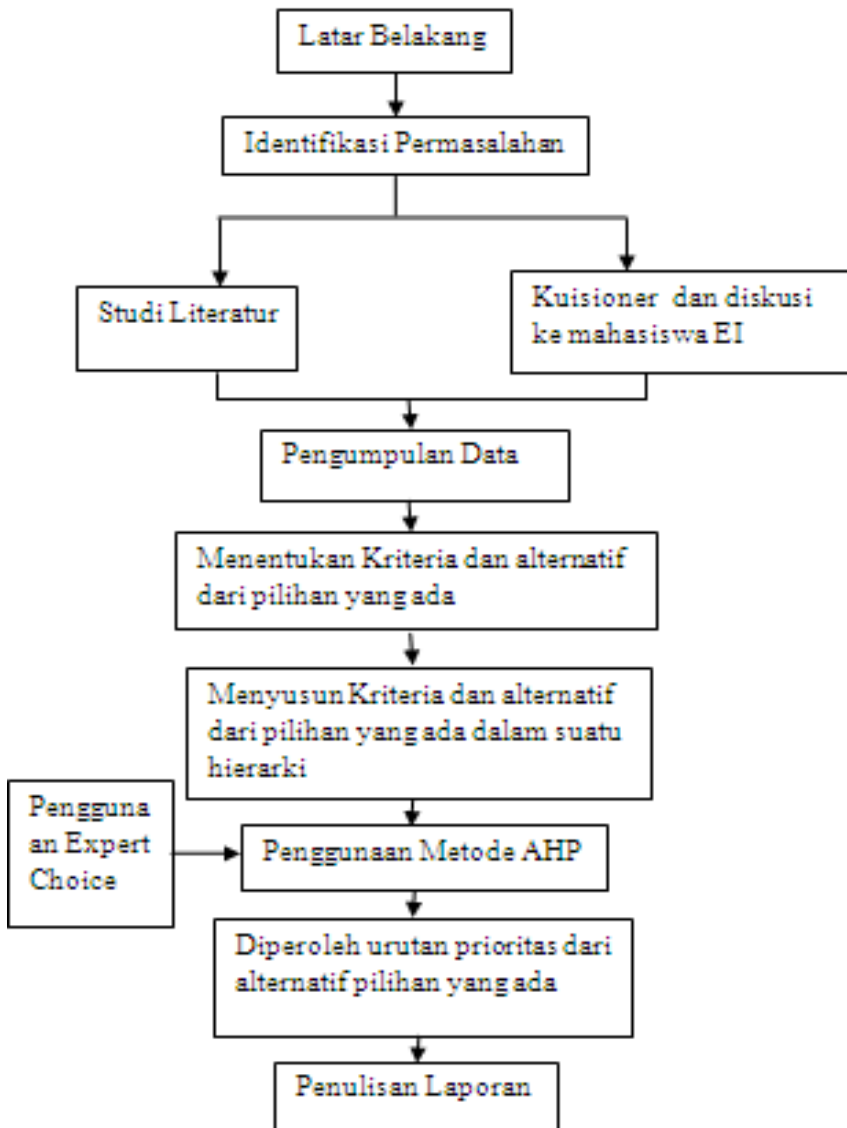 Latar Belakang
Identifikasi Permasalahan
Studi Literatur
Kuisioner dan diskusi
ke mahasiswa EI
Pengumpulan Data
Menentukan Kriteria dan alternatif
dari pilihan yang ada
Menyusun Kriteria dan alternatif
dari pilihan yang ada dalam suatu
hierarki
Pengguna
an Expert
Choice
Penggunaan Metode AHP
Diperoleh urutan prioritas dari
alternatif pilihan yang ada
Penulisan Laporan